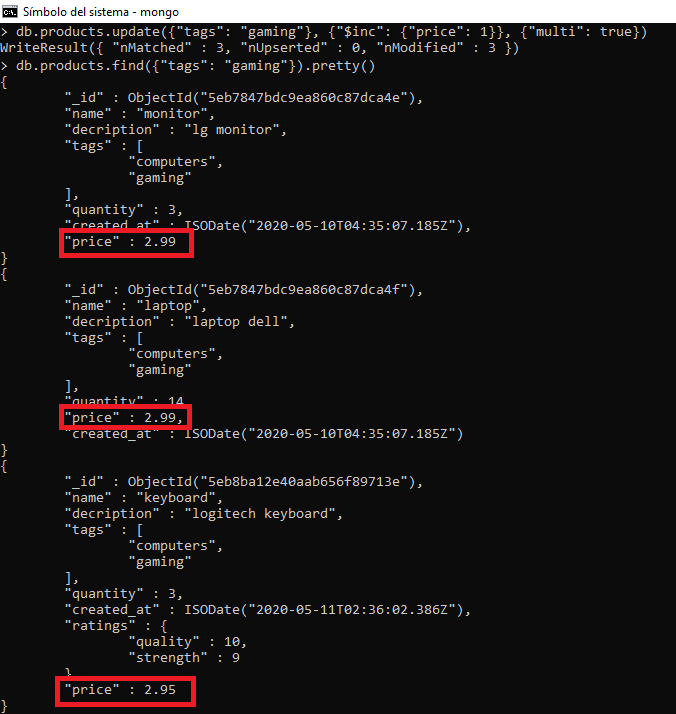 Símbolo del sistema - mongo
> db.products.update({"tags": "gaming"}, {"$inc": {"price": 1}}, {"multi": true})
WriteResult({ "nMatched" : 3, "nUpserted" : 0, "nModified" : 3 })
> db.products.find({"tags": "gaming"}).pretty()
{
        "_id" : ObjectId("5eb7847bdc9ea860c87dca4e"),
        "name" : "monitor",
        "decription" : "lg monitor",
        "tags" : [
                "computers",
                "gaming"
        ],
        "quantity" : 3,
        "created_at" : ISODate("2020-05-10T04:35:07.185Z"),
        "price" : 2.99
}
{
        "_id" : ObjectId("5eb7847bdc9ea860c87dca4f"),
        "name" : "laptop",
        "decription" : "laptop dell",
        "tags" : [
                "computers",
                "gaming"
        ],
        "quantity" : 14
        "price" : 2.99,
        "created_at" : ISODate("2020-05-10T04:35:07.185Z")
}
{
        "_id" : ObjectId("5eb8ba12e40aab656f89713e"),
        "name" : "keyboard",
        "decription" : "logitech keyboard",
        "tags" : [
                "computers",
                "gaming"
        ],
        "quantity" : 3,
        "created_at" : ISODate("2020-05-11T02:36:02.386Z"),
        "ratings" : {
                "quality" : 10,
                "strength" : 9
        }
        "price" : 2.95
}